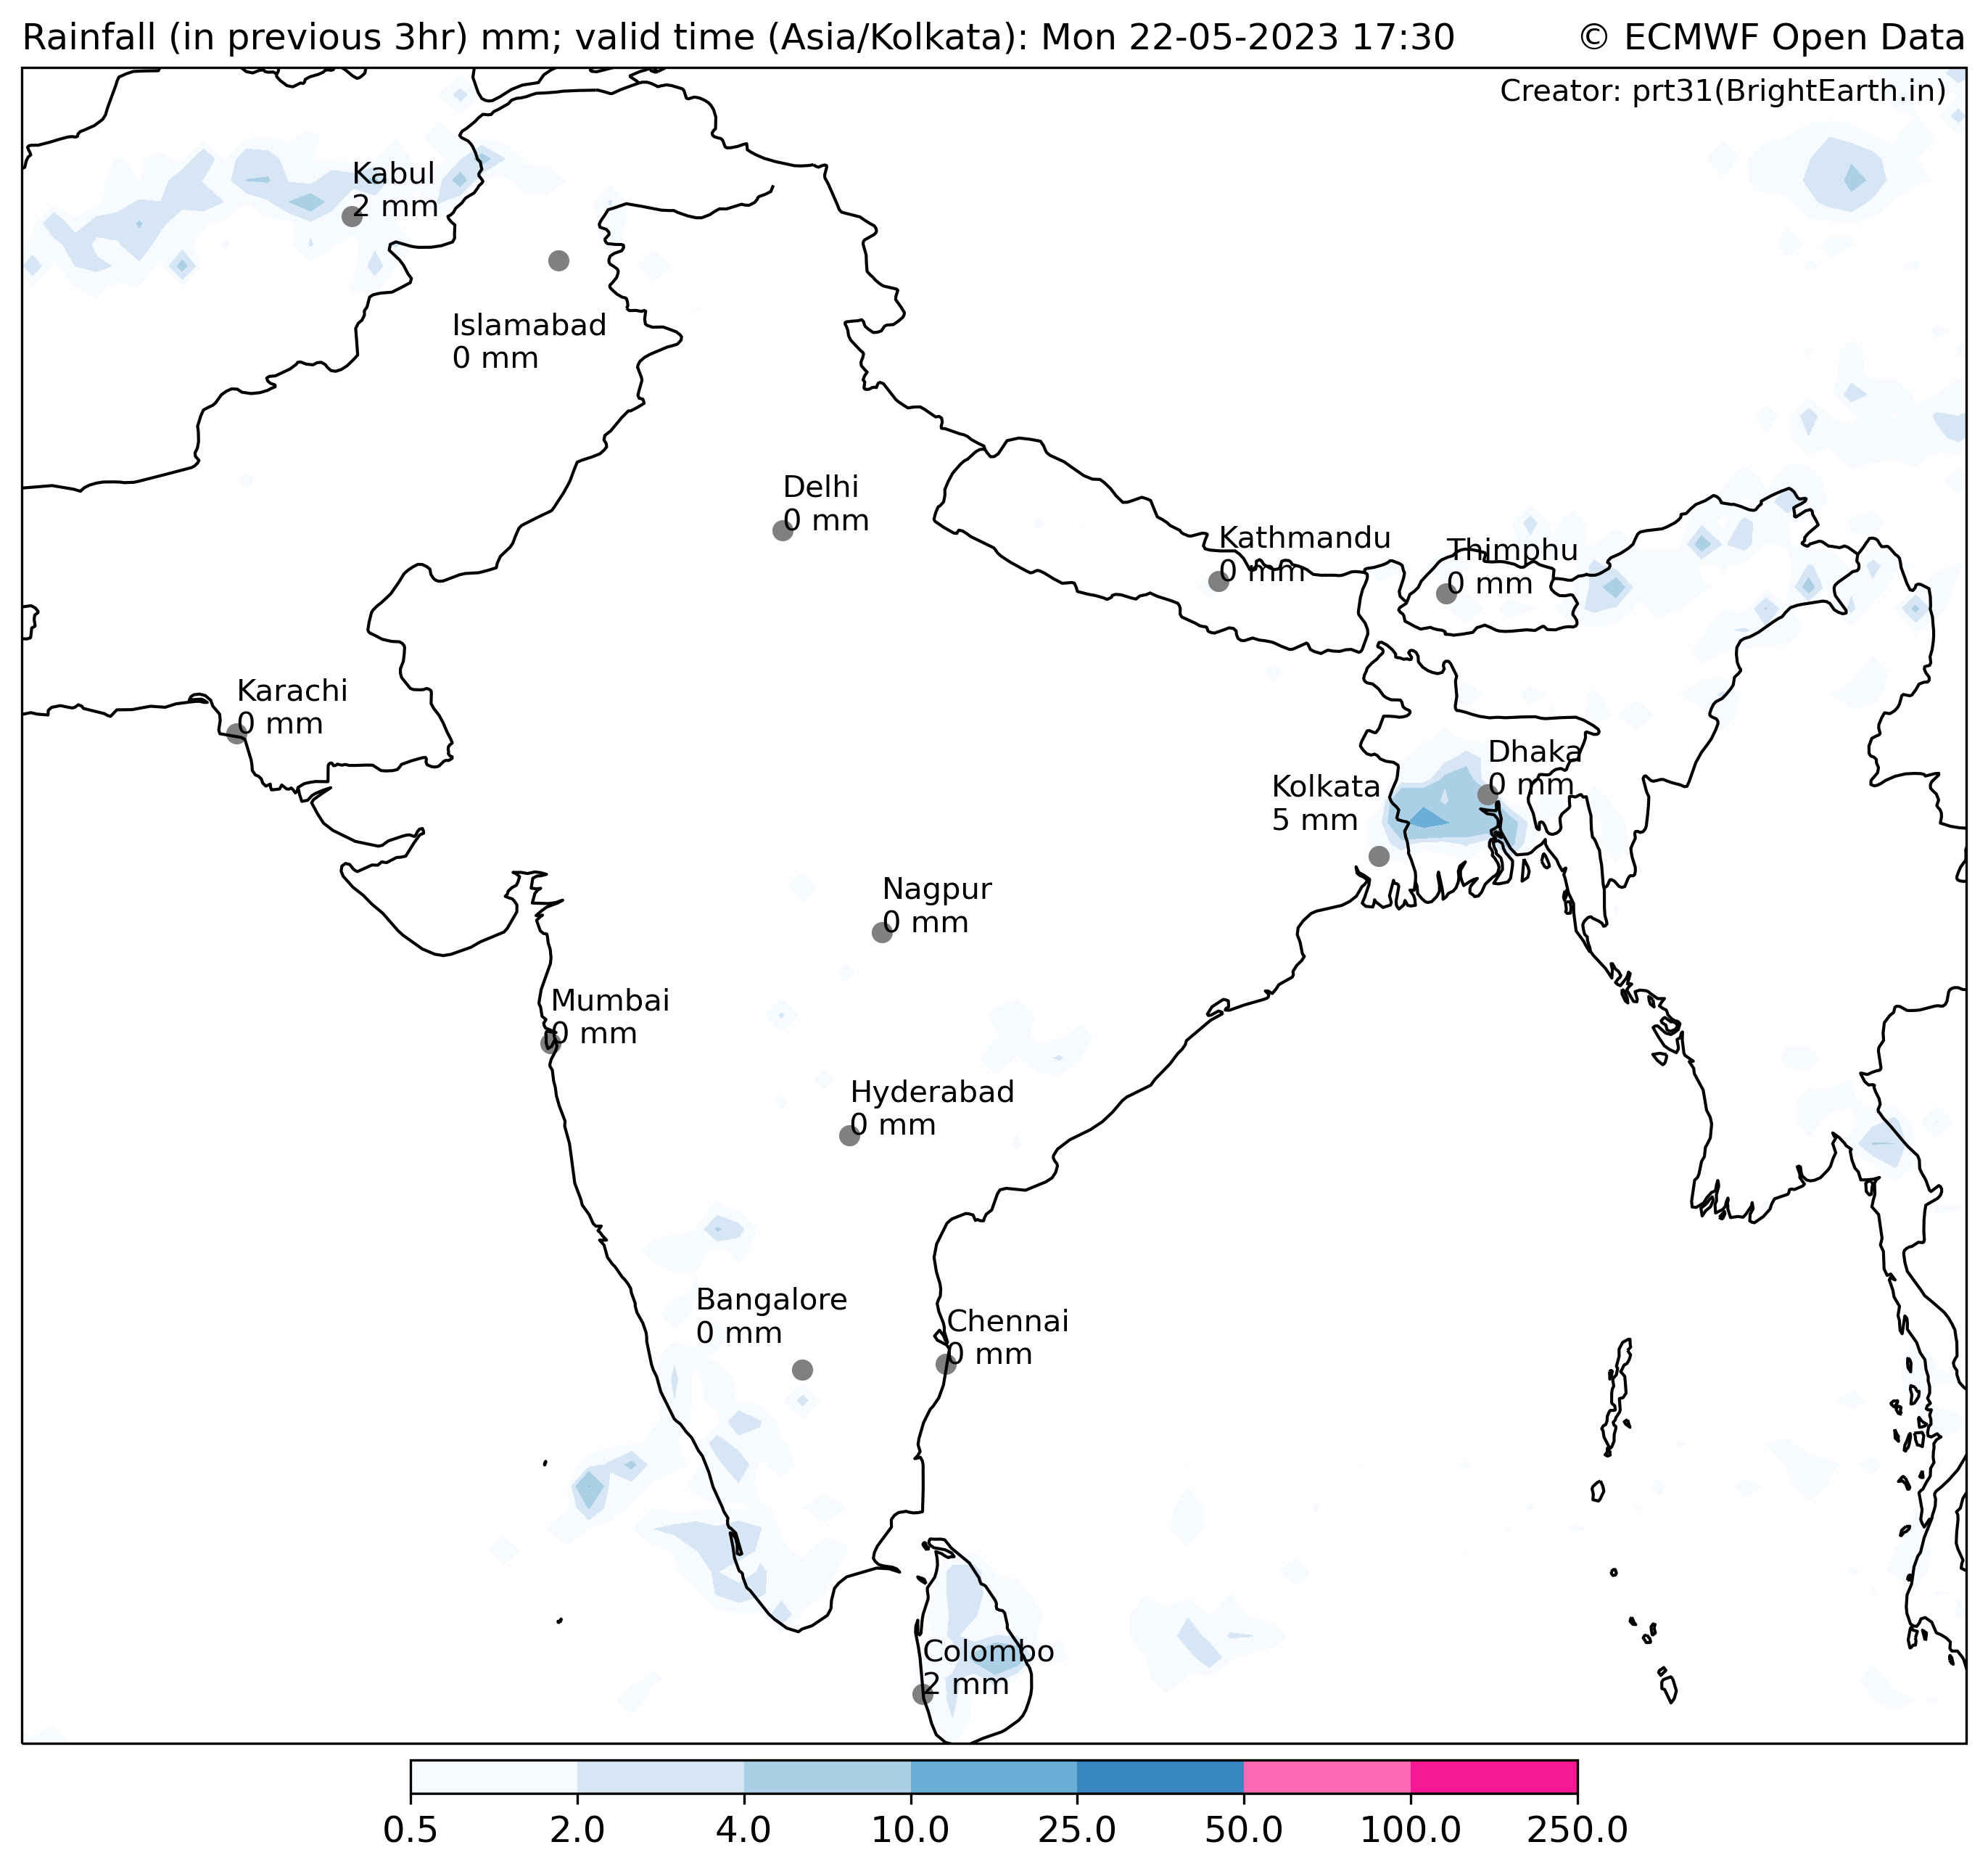 Rainfall (in previous 3hr) mm; valid time (Asia/Kolkata): Mon 22-05-2023 17:30
© ECMWF Open Data
Creator: prt31(BrightEarth.in)
Kabul
2 mm
Islamabad
0 mm
Delhi
0 mm
Kathmandu
0 mm
Thimphu
0 mm
Karachi
0 mm
Dhaka
0 mm
Kolkata
5 mm
Nagpur
0 mm
Mumbai
0 mm
Hyderabad
0 mm
Bangalore
0 mm
Chennai
0 mm
Colombo
2 mm
0.5 2.0 4.0 10.0 25.0 50.0 100.0 250.0